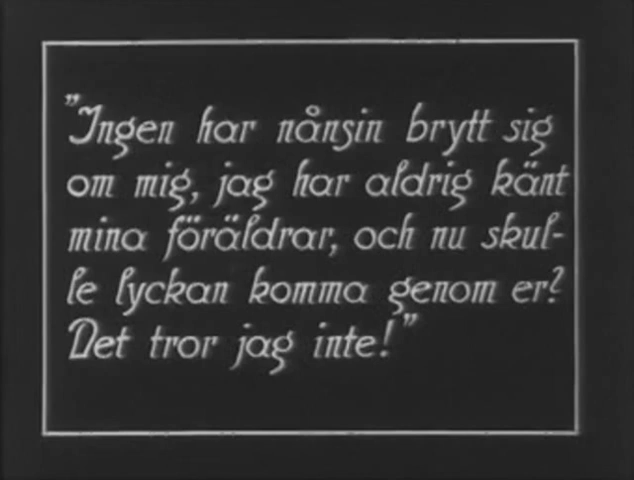 ”Ingen har nånsin brytt sig
om mig, jag har aldrig känt
mina föräldrar, och nu skul-
le lyckan komma genom er?
Det tror jag inte!”